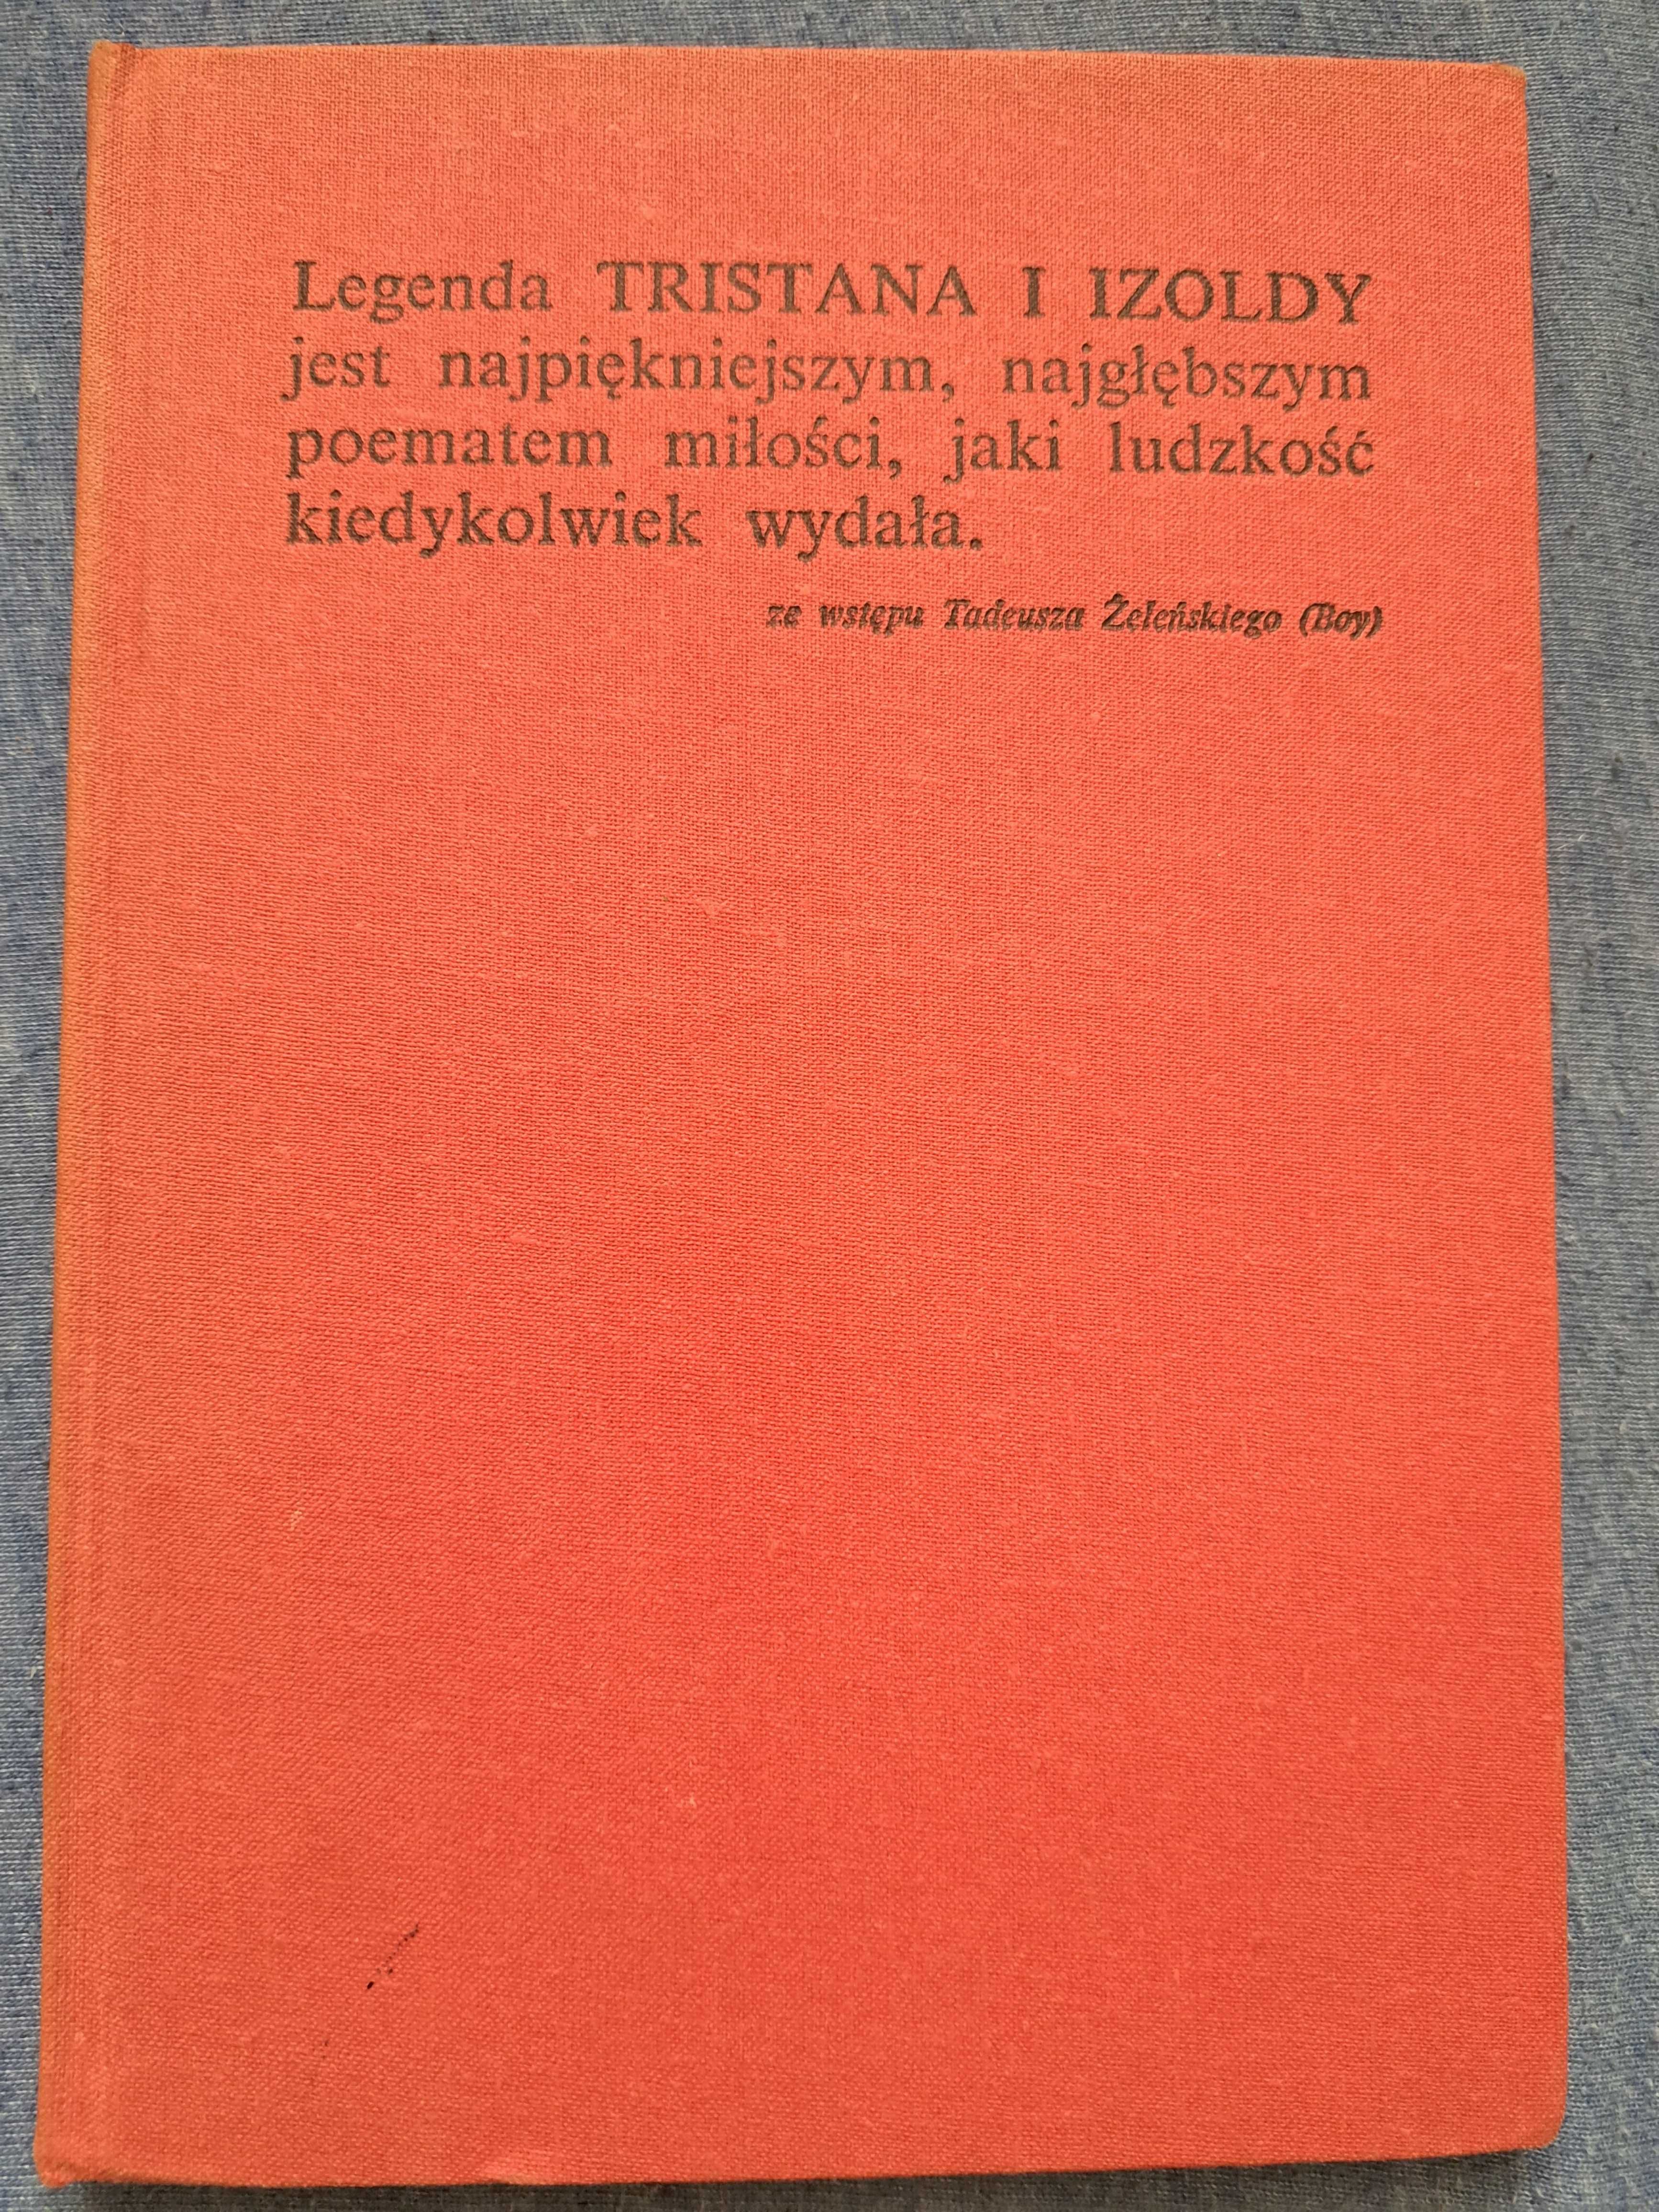 Legenda TRISTANA I IZOLDY
jest najpiękniejszym, najgłębszym
poematem miłości, jaki ludzkość
kiedykolwiek wydała.
ze wstępu Tadeusza Żeleńskiego (Boy)